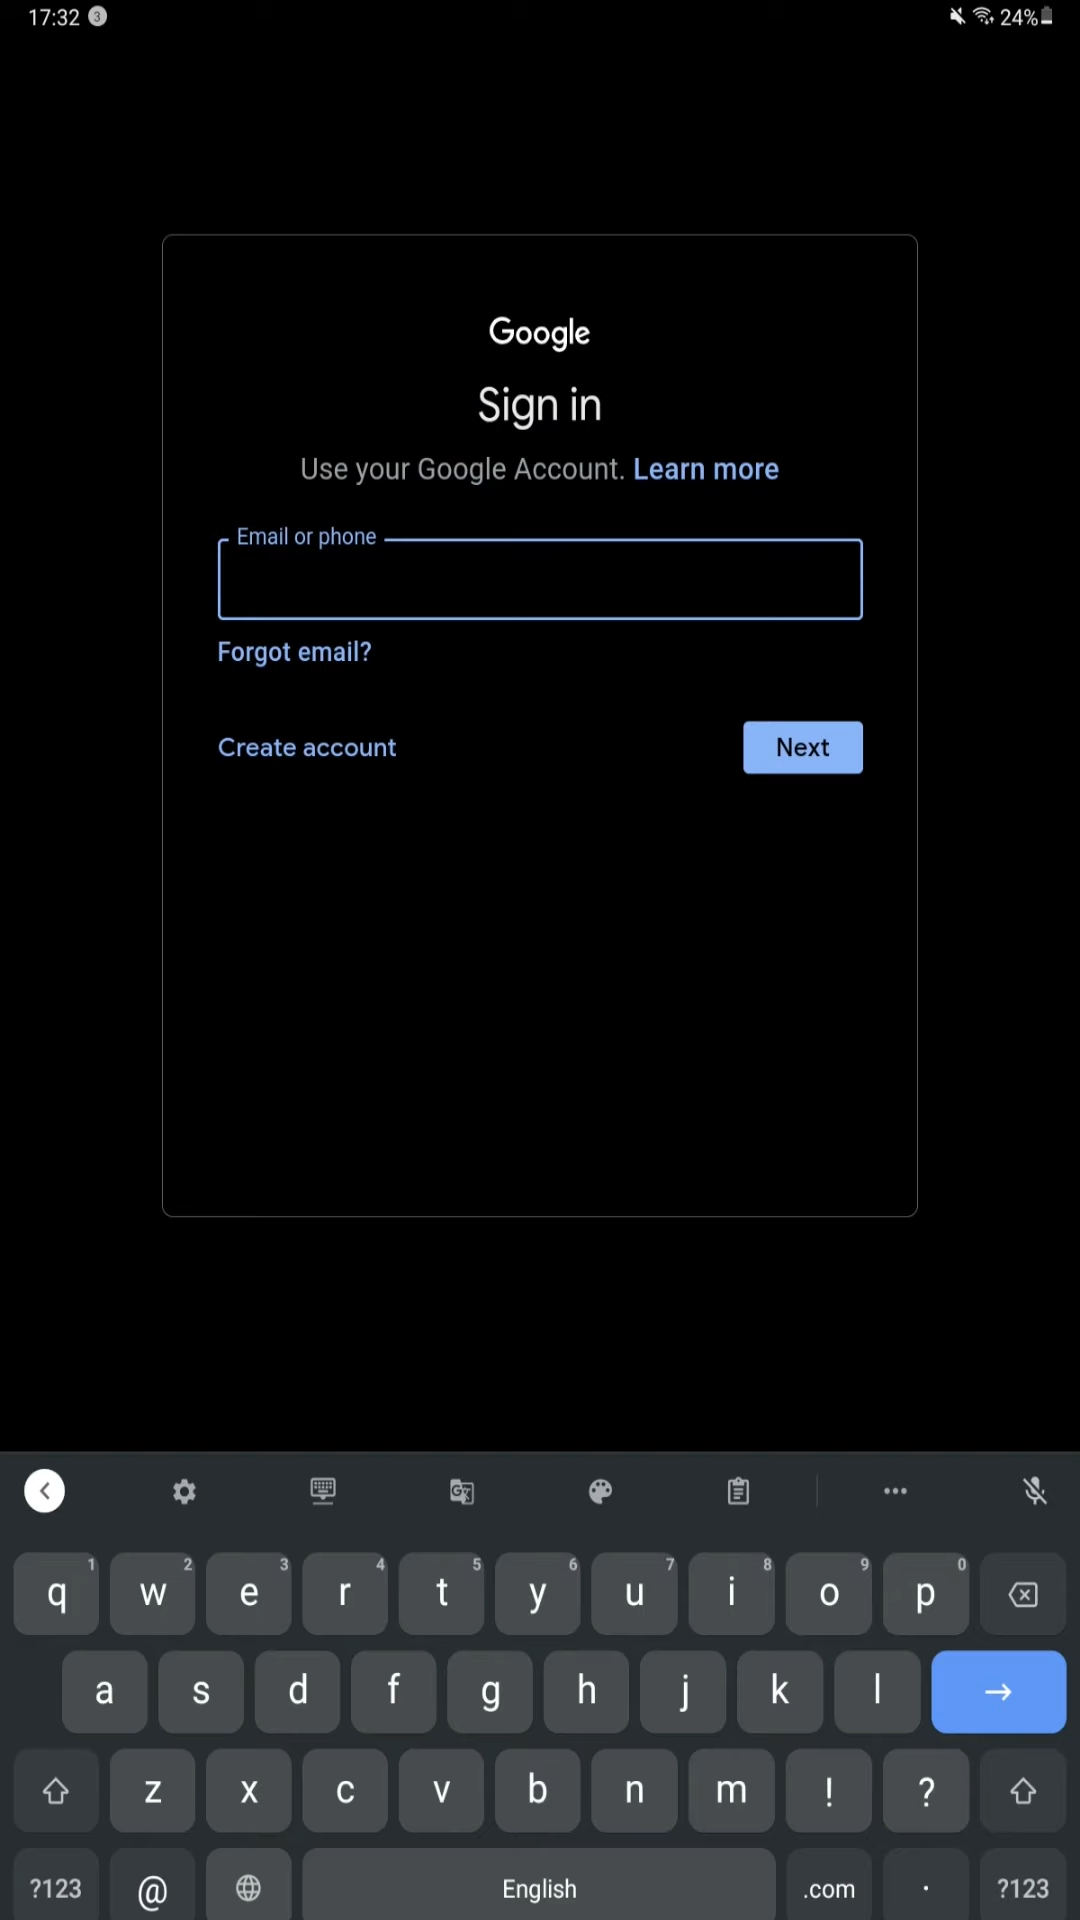 17:32 3 24%
Google
Sign in
Use your Google Account. Learn more
Email or phone
Forgot email?
Create account Next
1 2 3 4 5 6 7 8 9 0
q w e r t y u i o p
a s d f g h j k l
z x c v b n m ! ?
?123 @ English .com . ?123